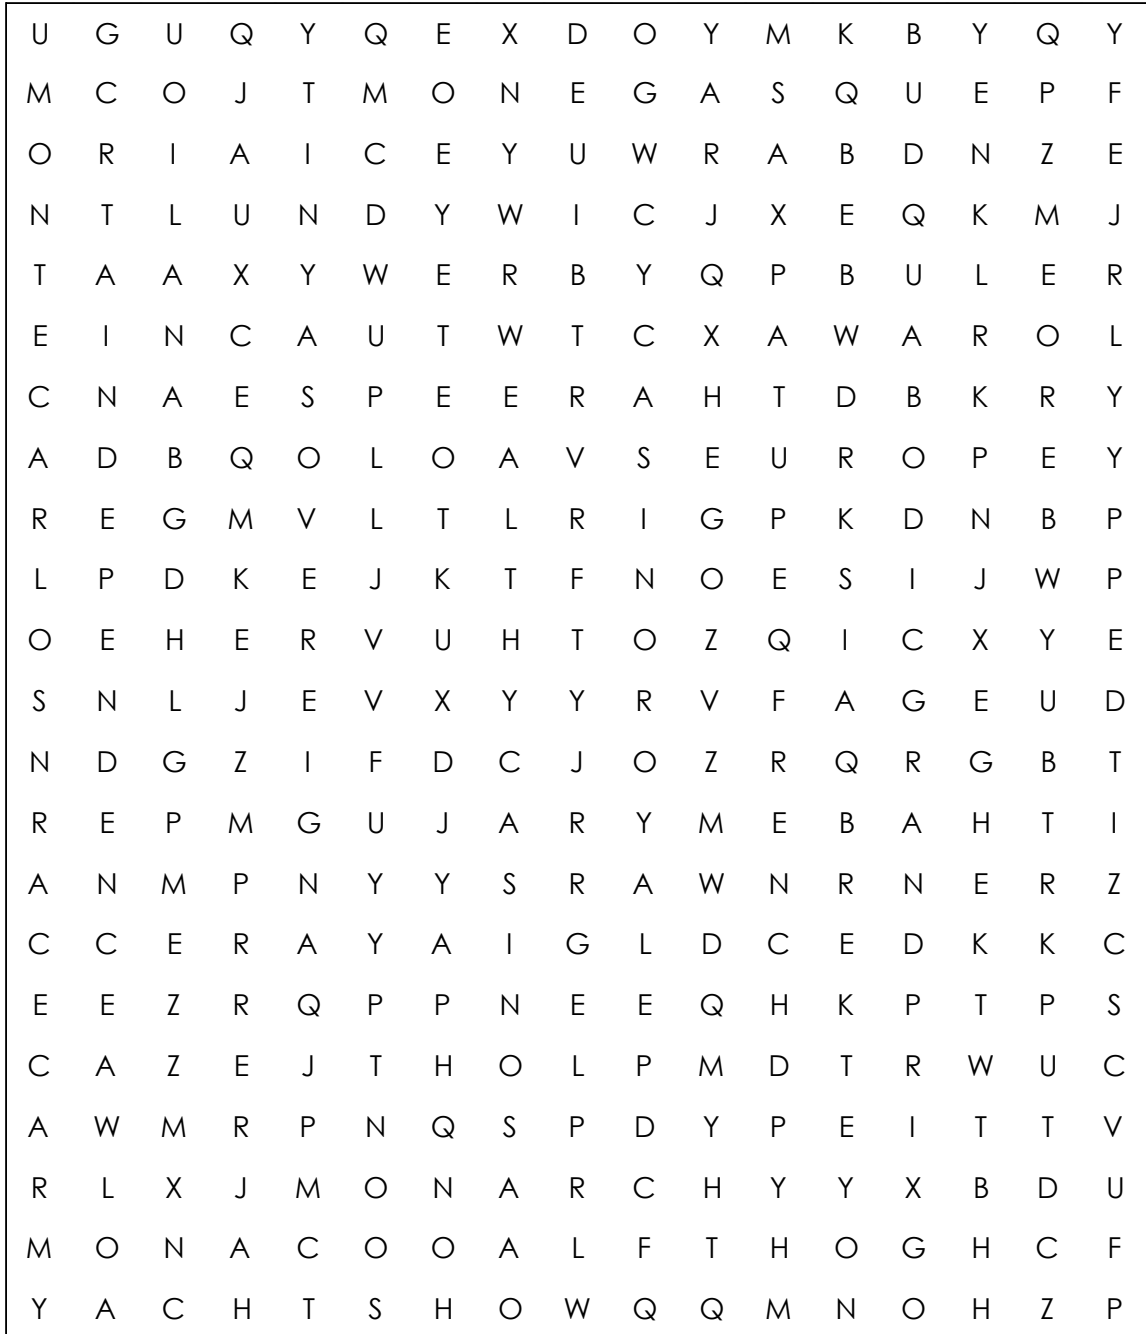 U G U Q Y Q E X D O Y M K B Y Q Y
M C O J T M O N E G A S Q U E P F
O R I A I C E Y U W R A B D N Z E
N T L U N D Y W I C J X E Q K M J
T A A X Y W E R B Y Q P B U L E R
E I N C A U T W T C X A W A R O L
C N A E S P E E R A H T D B K R Y
A D B Q O L O A V S E U R O P E Y
R E G M V L T L R I G P K D N B P
L P D K E J K T F N O E S I J W P
O E H E R V U H T O Z Q I C X Y E
S N L J E V X Y Y R V F A G E U D
N D G Z I F D C J O Z R Q R G B T
R E P M G U J A R Y M E B A H T I
A N M P N Y Y S R A W N R N E R Z
C C E R A Y A I G L D C E D K K C
E E Z R Q P P N E E Q H K P T P S
C A Z E J T H O L P M D T R W U C
A W M R P N Q S P D Y P E I T T V
R L X J M O N A R C H Y Y X B D U
M O N A C O O A L F T H O G H C F
Y A C H T S H O W Q Q M N O H Z P